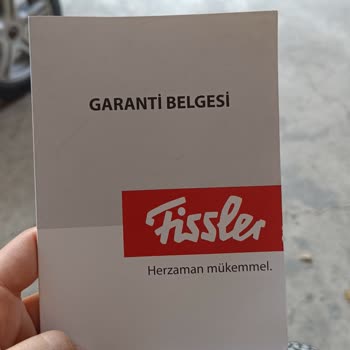 GARANTİ BELGESİ
Fissler
Herzaman mükemmel.